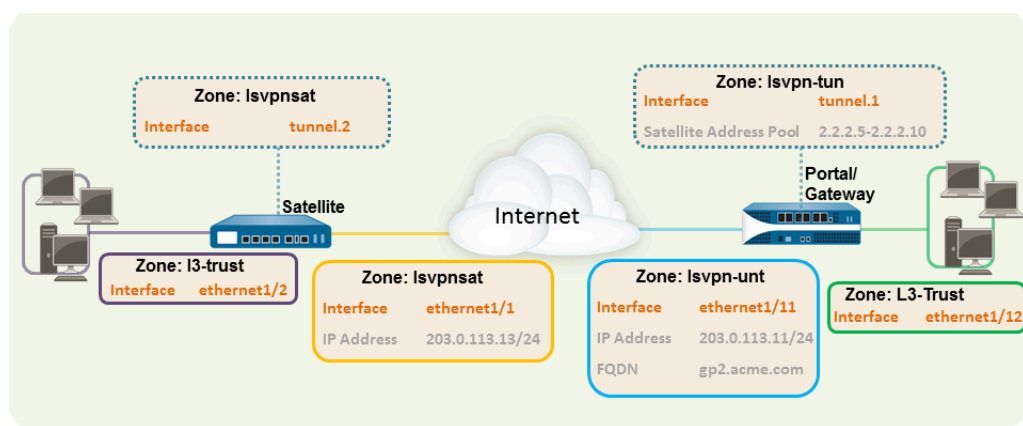 Zone: lsvpnsat
Interface tunnel.2
Zone: lsvpn-tun
Interface tunnel.1
Satellite Address Pool 2.2.2.5-2.2.2.10
Satellite
Internet
Portal/
Gateway
Zone: l3-trust
Interface ethernet1/2
Zone: lsvpnsat
Interface ethernet1/1
IP Address 203.0.113.13/24
Zone: lsvpn-unt
Interface ethernet1/11
IP Address 203.0.113.11/24
FQDN gp2.acme.com
Zone: L3-Trust
Interface ethernet1/12